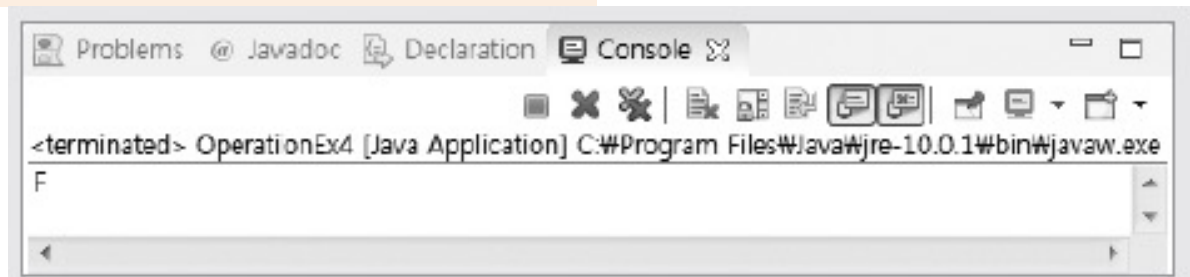 Problems @ Javadoc Declaration Console
<terminated> OperationEx4 [Java Application] C:₩Program Files₩Java₩jre-10.0.1₩bin₩javaw.exe
F